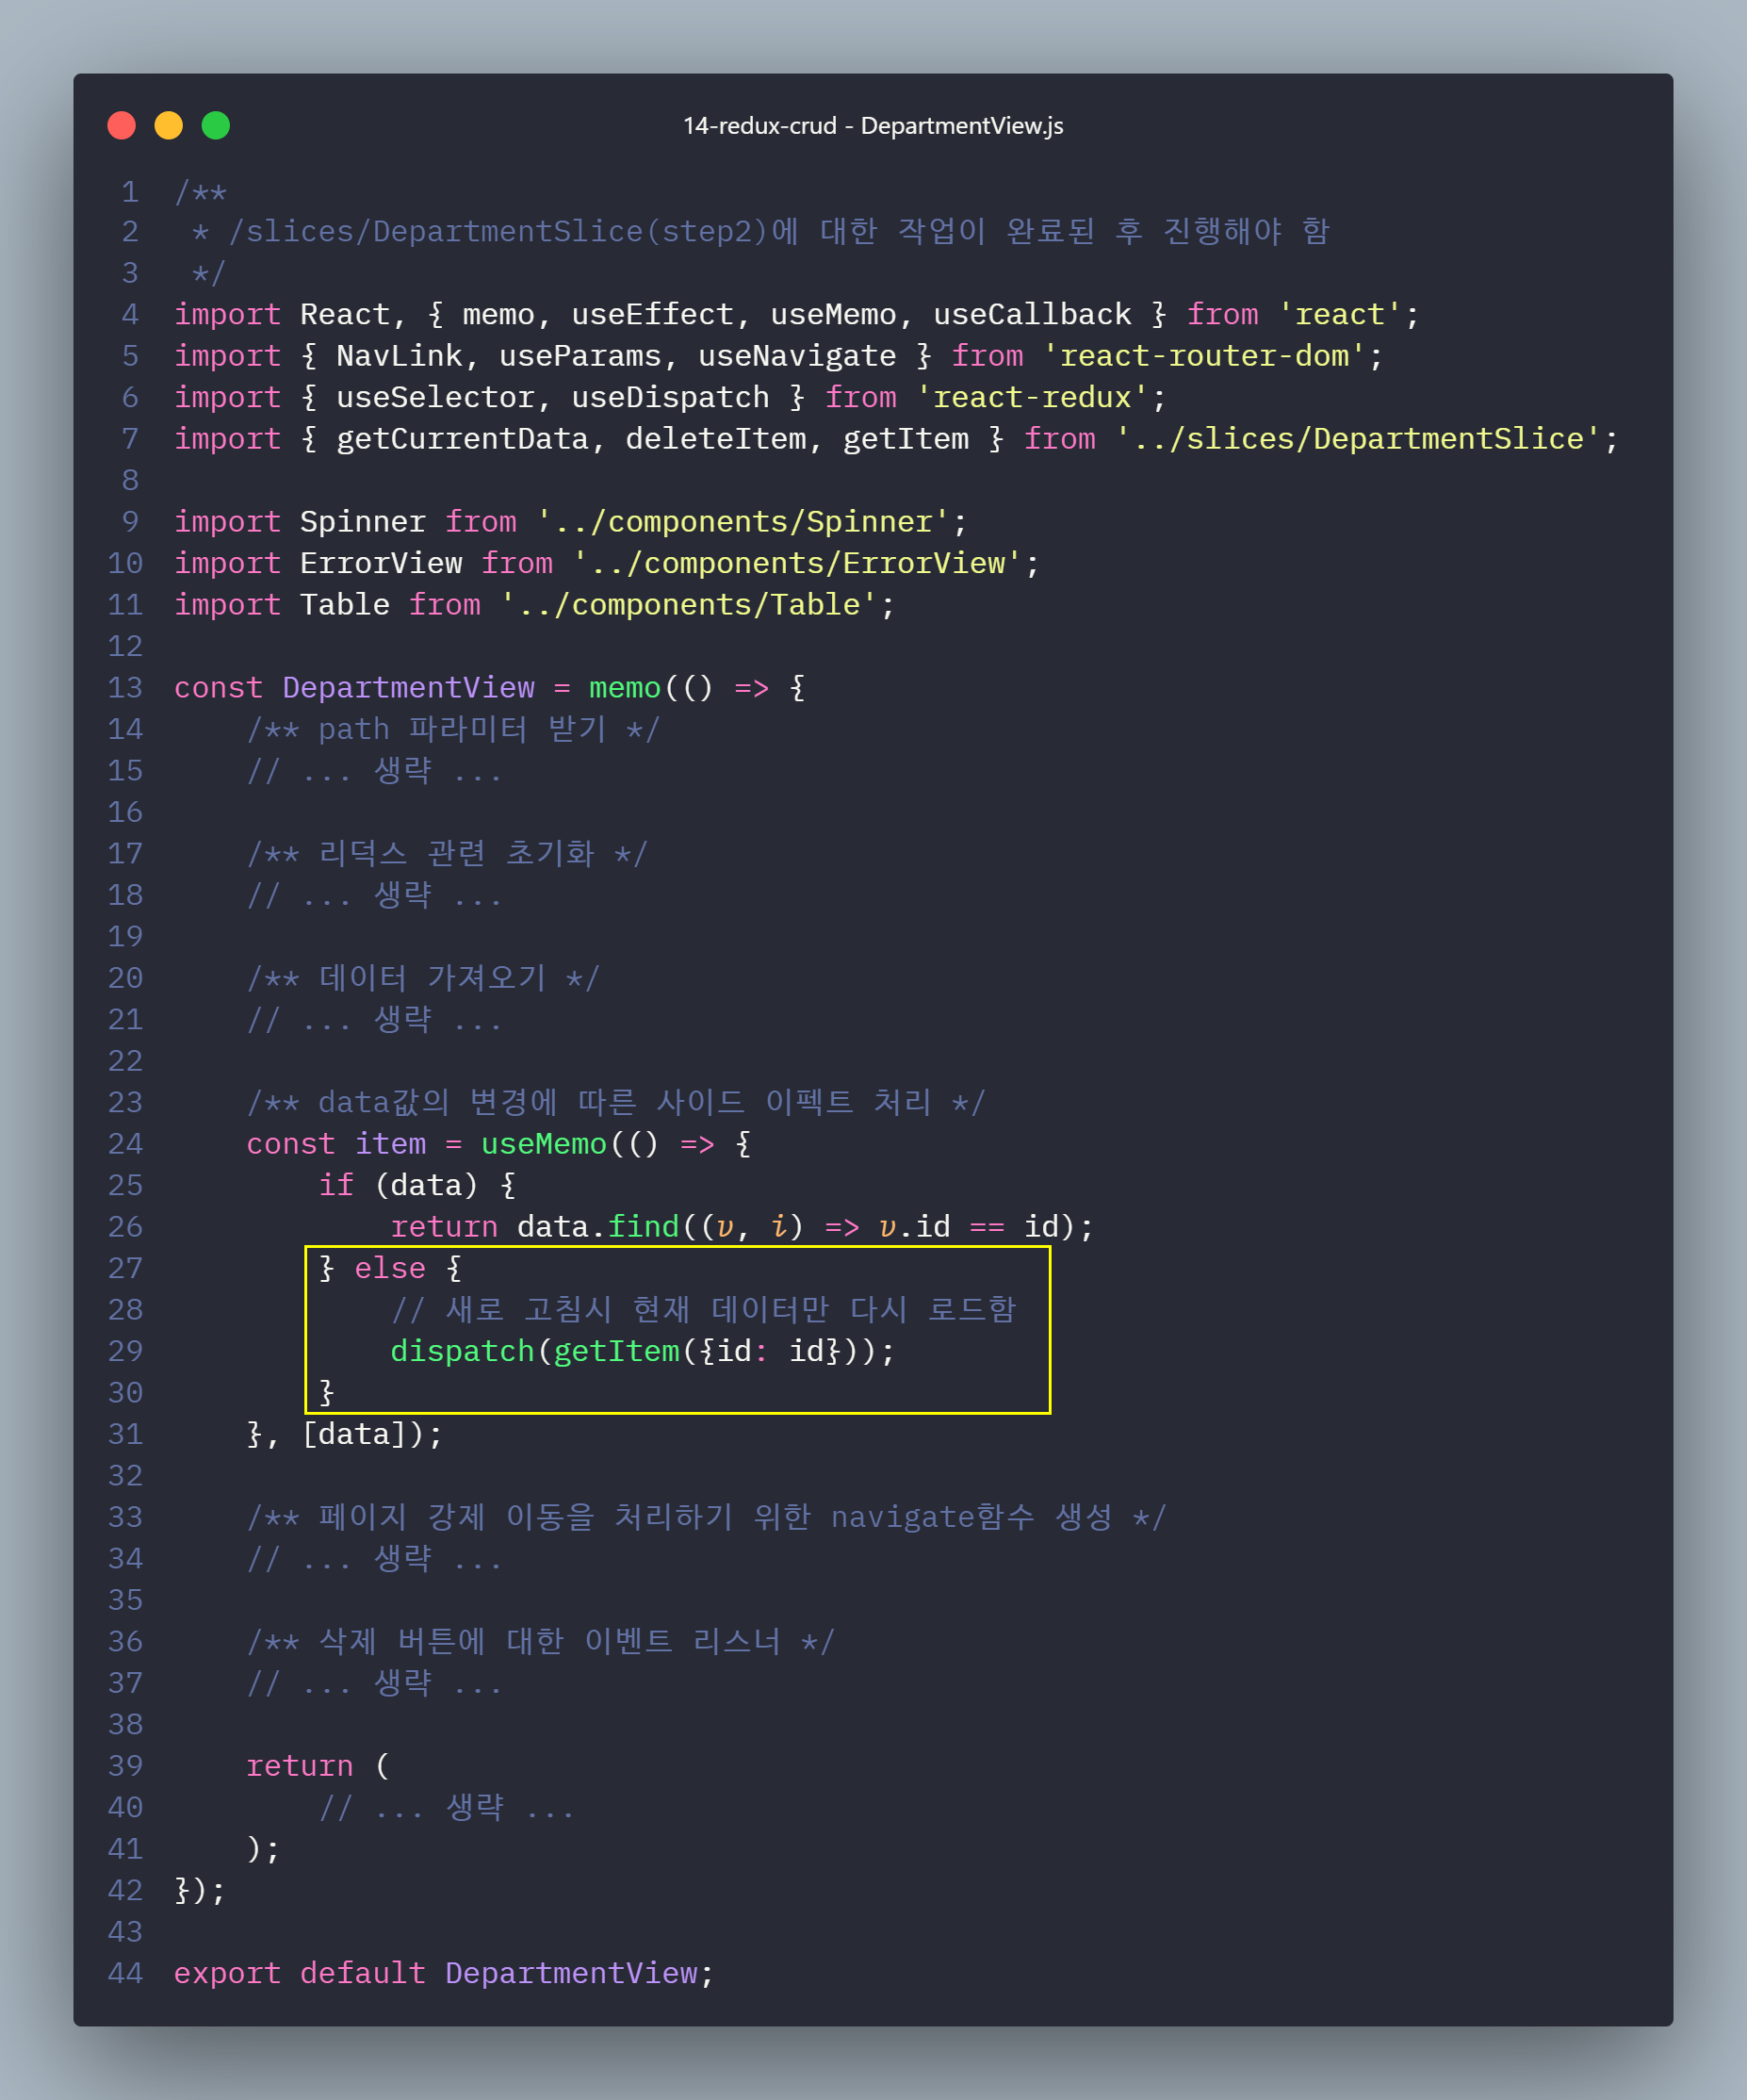 14-redux-crud - DepartmentView.js
1 /**
2  * /slices/DepartmentSlice(step2)에 대한 작업이 완료된 후 진행해야 함
3  */
4 import React, { memo, useEffect, useMemo, useCallback } from 'react';
5 import { NavLink, useParams, useNavigate } from 'react-router-dom';
6 import { useSelector, useDispatch } from 'react-redux';
7 import { getCurrentData, deleteItem, getItem } from '../slices/DepartmentSlice';
8
9 import Spinner from '../components/Spinner';
10 import ErrorView from '../components/ErrorView';
11 import Table from '../components/Table';
12
13 const DepartmentView = memo(() => {
14     /** path 파라미터 받기 */
15     // ... 생략 ...
16
17     /** 리덕스 관련 초기화 */
18     // ... 생략 ...
19
20     /** 데이터 가져오기 */
21     // ... 생략 ...
22
23     /** data값의 변경에 따른 사이드 이펙트 처리 */
24     const item = useMemo(() => {
25         if (data) {
26             return data.find((v, i) => v.id == id);
27         } else {
28             // 새로 고침시 현재 데이터만 다시 로드함
29             dispatch(getItem({id: id}));
30         }
31     }, [data]);
32
33     /** 페이지 강제 이동을 처리하기 위한 navigate함수 생성 */
34     // ... 생략 ...
35
36     /** 삭제 버튼에 대한 이벤트 리스너 */
37     // ... 생략 ...
38
39     return (
40         // ... 생략 ...
41     );
42 });
43
44 export default DepartmentView;